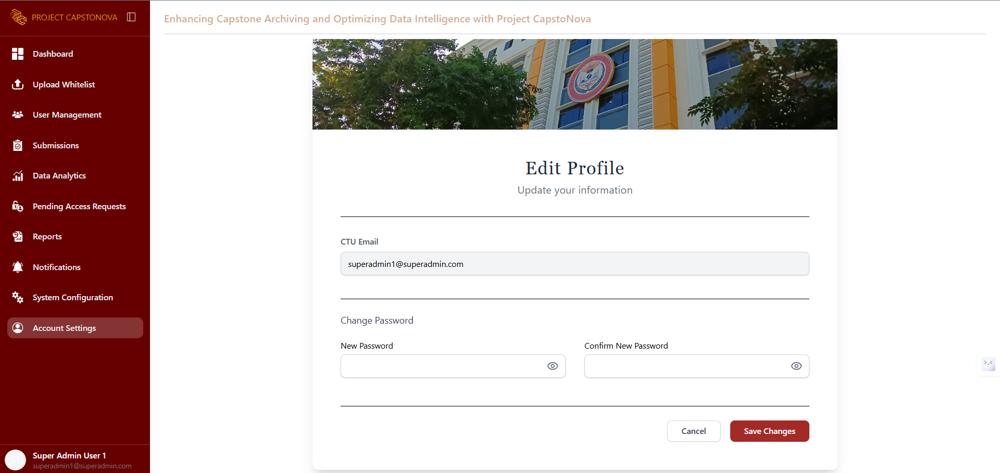 PROJECT CAPSTONOVA
Dashboard
Upload Whitelist
User Management
Submissions
Data Analytics
Pending Access Requests
Reports
Notifications
System Configuration
Account Settings
S1
Super Admin User 1
superadmin1@superadmin.com
Enhancing Capstone Archiving and Optimizing Data Intelligence with Project CapstoNova
Edit Profile
Update your information
CTU Email
superadmin1@superadmin.com
Change Password
New Password
Confirm New Password
Cancel
Save Changes